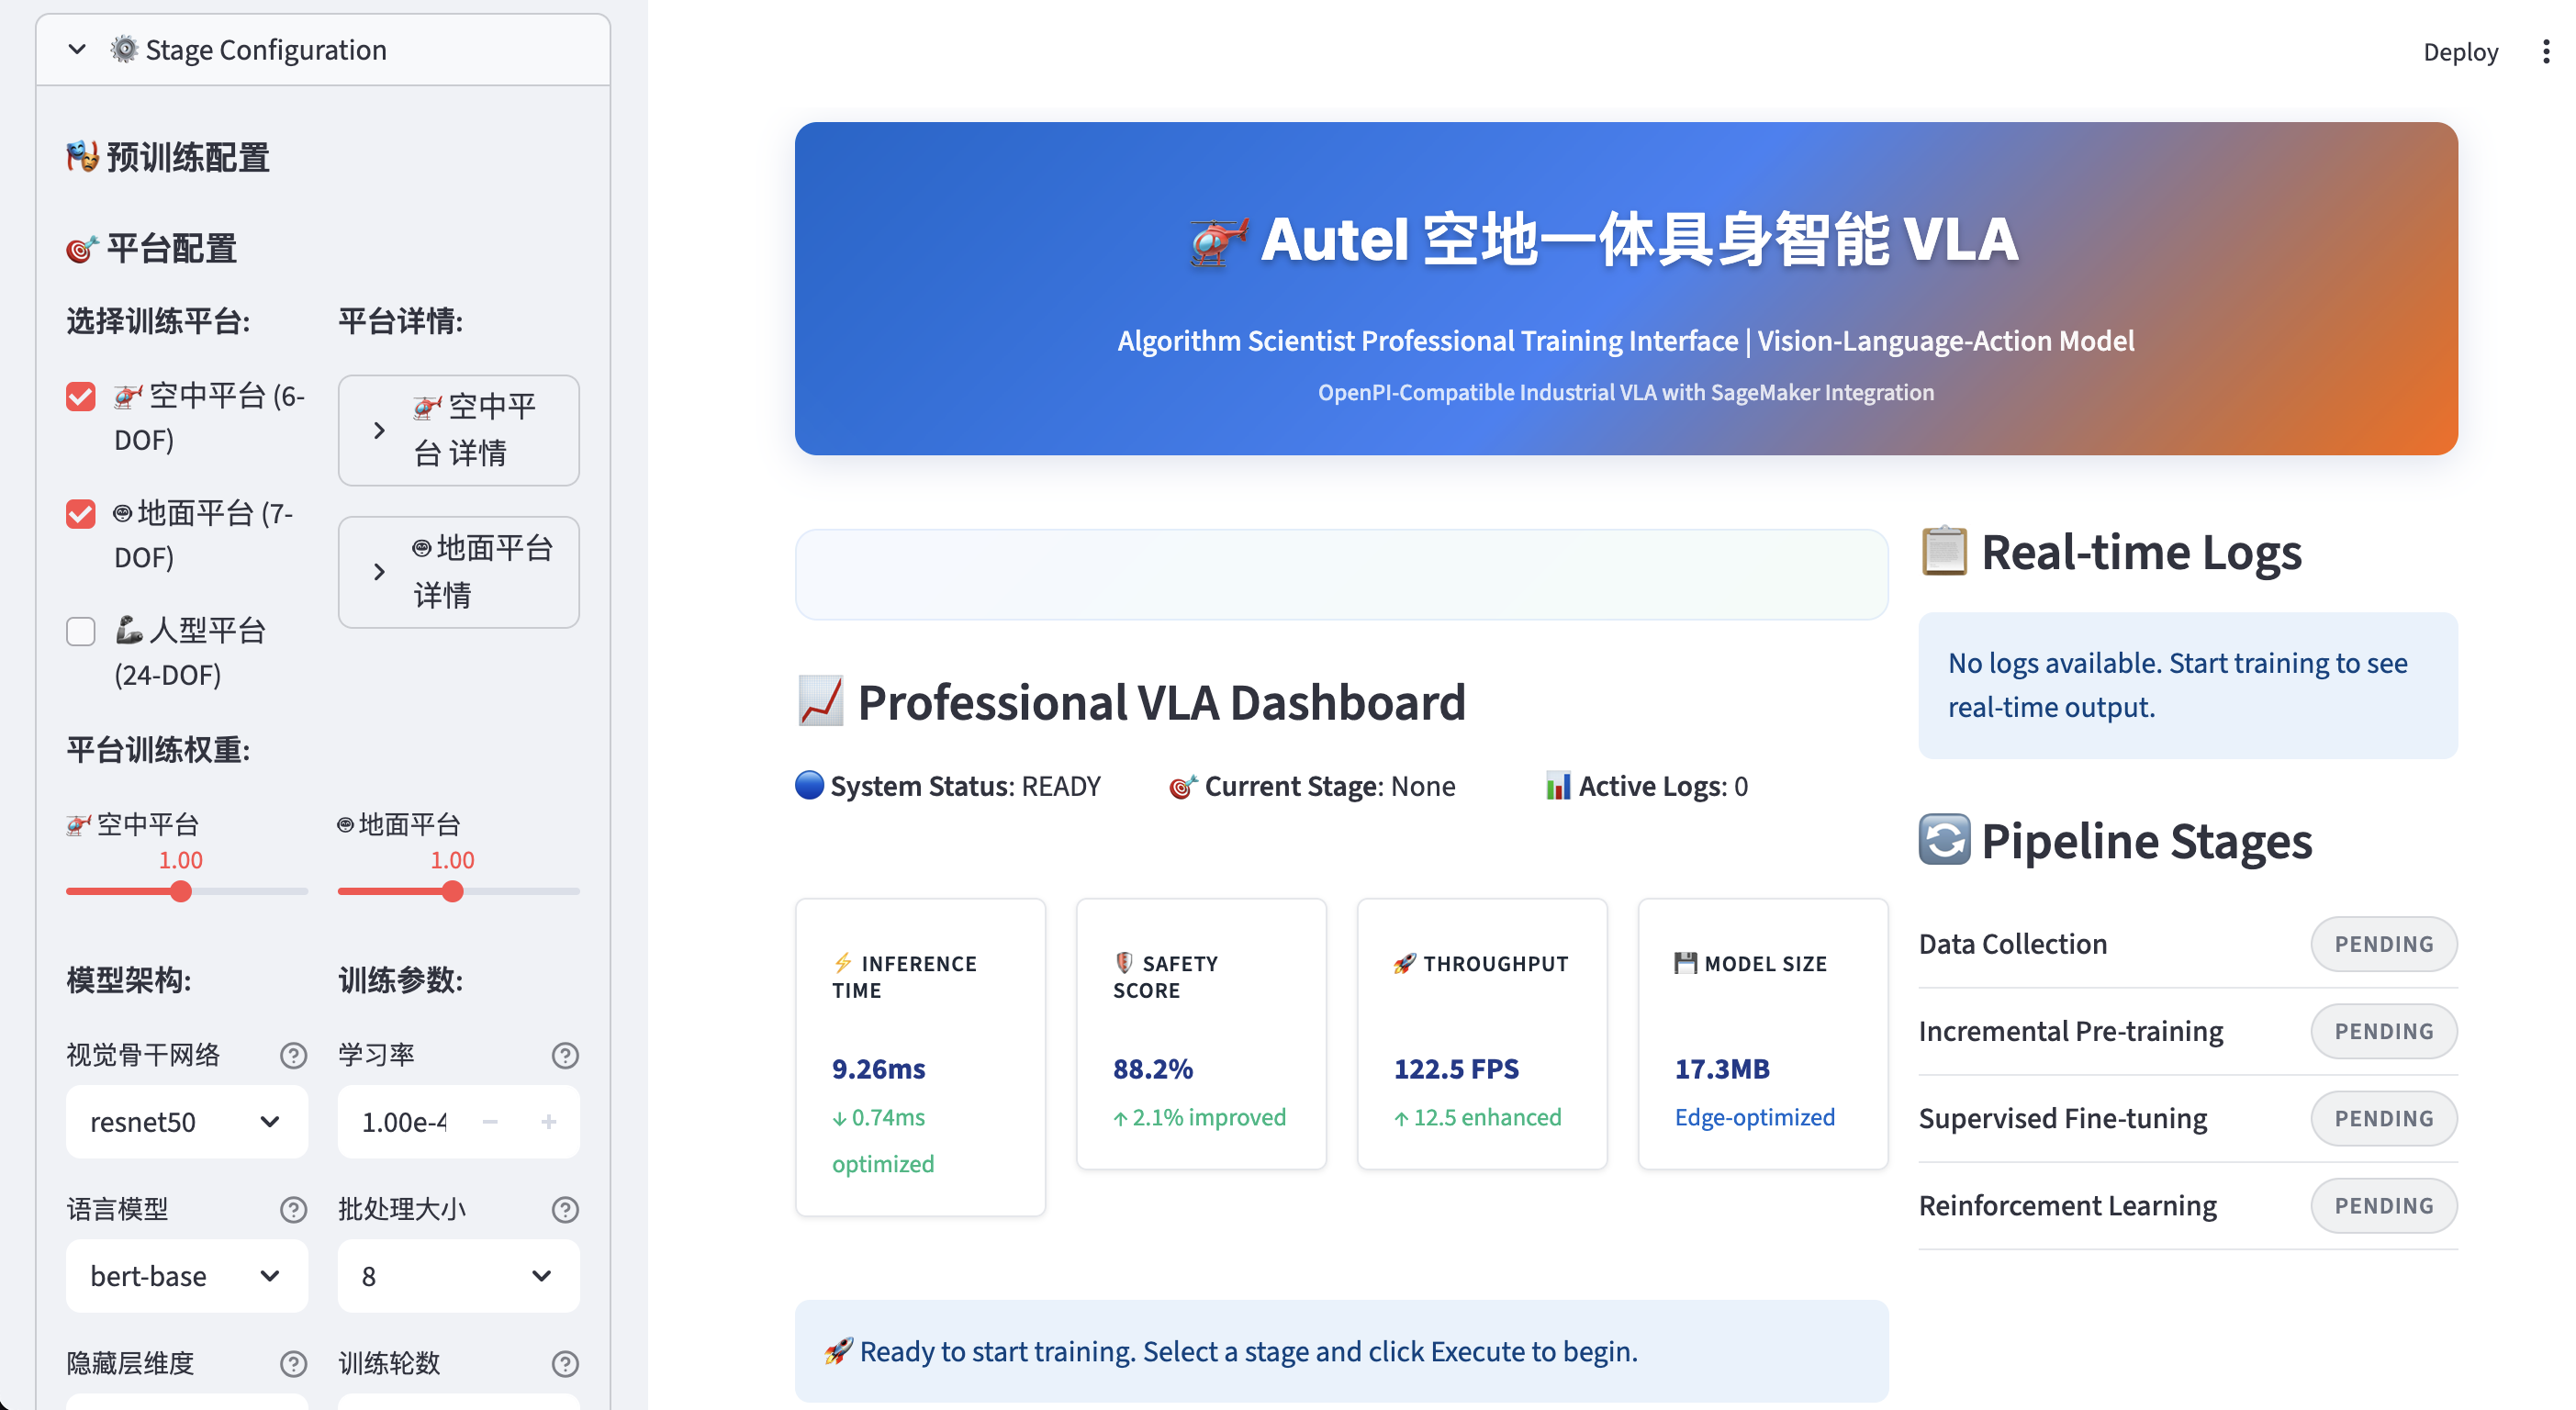 Stage Configuration
预训练配置
平台配置
选择训练平台:
空中平台 (6-
DOF)
地面平台 (7-
DOF)
人型平台
(24-DOF)
平台详情:
空中平
台 详情
地面平台
详情
平台训练权重:
空中平台
1.00
地面平台
1.00
模型架构:
视觉骨干网络
resnet50
语言模型
bert-base
隐藏层维度
训练参数:
学习率
1.00e-4
批处理大小
8
训练轮数
Deploy
Autel 空地一体具身智能 VLA
Algorithm Scientist Professional Training Interface | Vision-Language-Action Model
OpenPI-Compatible Industrial VLA with SageMaker Integration
Professional VLA Dashboard
System Status: READY
Current Stage: None
Active Logs: 0
INFERENCE
TIME
9.26ms
↓ 0.74ms
optimized
SAFETY
SCORE
88.2%
↑ 2.1% improved
THROUGHPUT
122.5 FPS
↑ 12.5 enhanced
MODEL SIZE
17.3MB
Edge-optimized
Ready to start training. Select a stage and click Execute to begin.
Real-time Logs
No logs available. Start training to see
real-time output.
Pipeline Stages
Data Collection PENDING
Incremental Pre-training PENDING
Supervised Fine-tuning PENDING
Reinforcement Learning PENDING